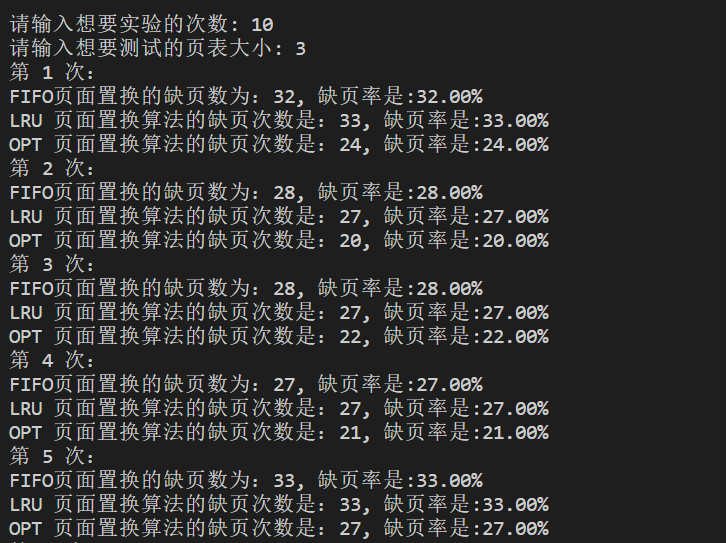 请输入想要实验的次数: 10
请输入想要测试的页表大小: 3
第 1 次：
FIFO页面置换的缺页数为：32, 缺页率是:32.00%
LRU 页面置换算法的缺页次数是：33, 缺页率是:33.00%
OPT 页面置换算法的缺页次数是：24, 缺页率是:24.00%
第 2 次：
FIFO页面置换的缺页数为：28, 缺页率是:28.00%
LRU 页面置换算法的缺页次数是：27, 缺页率是:27.00%
OPT 页面置换算法的缺页次数是：20, 缺页率是:20.00%
第 3 次：
FIFO页面置换的缺页数为：28, 缺页率是:28.00%
LRU 页面置换算法的缺页次数是：27, 缺页率是:27.00%
OPT 页面置换算法的缺页次数是：22, 缺页率是:22.00%
第 4 次：
FIFO页面置换的缺页数为：27, 缺页率是:27.00%
LRU 页面置换算法的缺页次数是：27, 缺页率是:27.00%
OPT 页面置换算法的缺页次数是：21, 缺页率是:21.00%
第 5 次：
FIFO页面置换的缺页数为：33, 缺页率是:33.00%
LRU 页面置换算法的缺页次数是：33, 缺页率是:33.00%
OPT 页面置换算法的缺页次数是：27, 缺页率是:27.00%